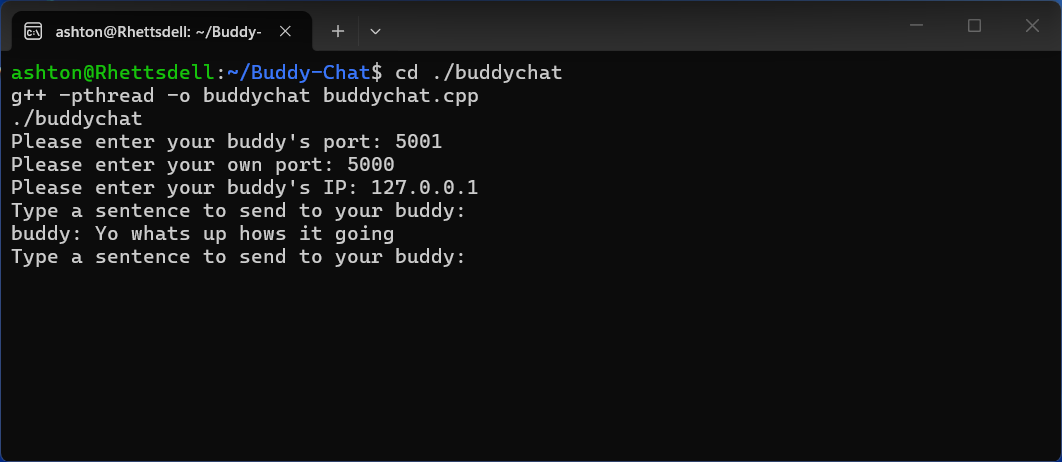 ashton@Rhettsdell: ~/Buddy-
ashton@Rhettsdell:~/Buddy-Chat$ cd ./buddychat
g++ -pthread -o buddychat buddychat.cpp
./buddychat
Please enter your buddy's port: 5001
Please enter your own port: 5000
Please enter your buddy's IP: 127.0.0.1
Type a sentence to send to your buddy:
buddy: Yo whats up hows it going
Type a sentence to send to your buddy: